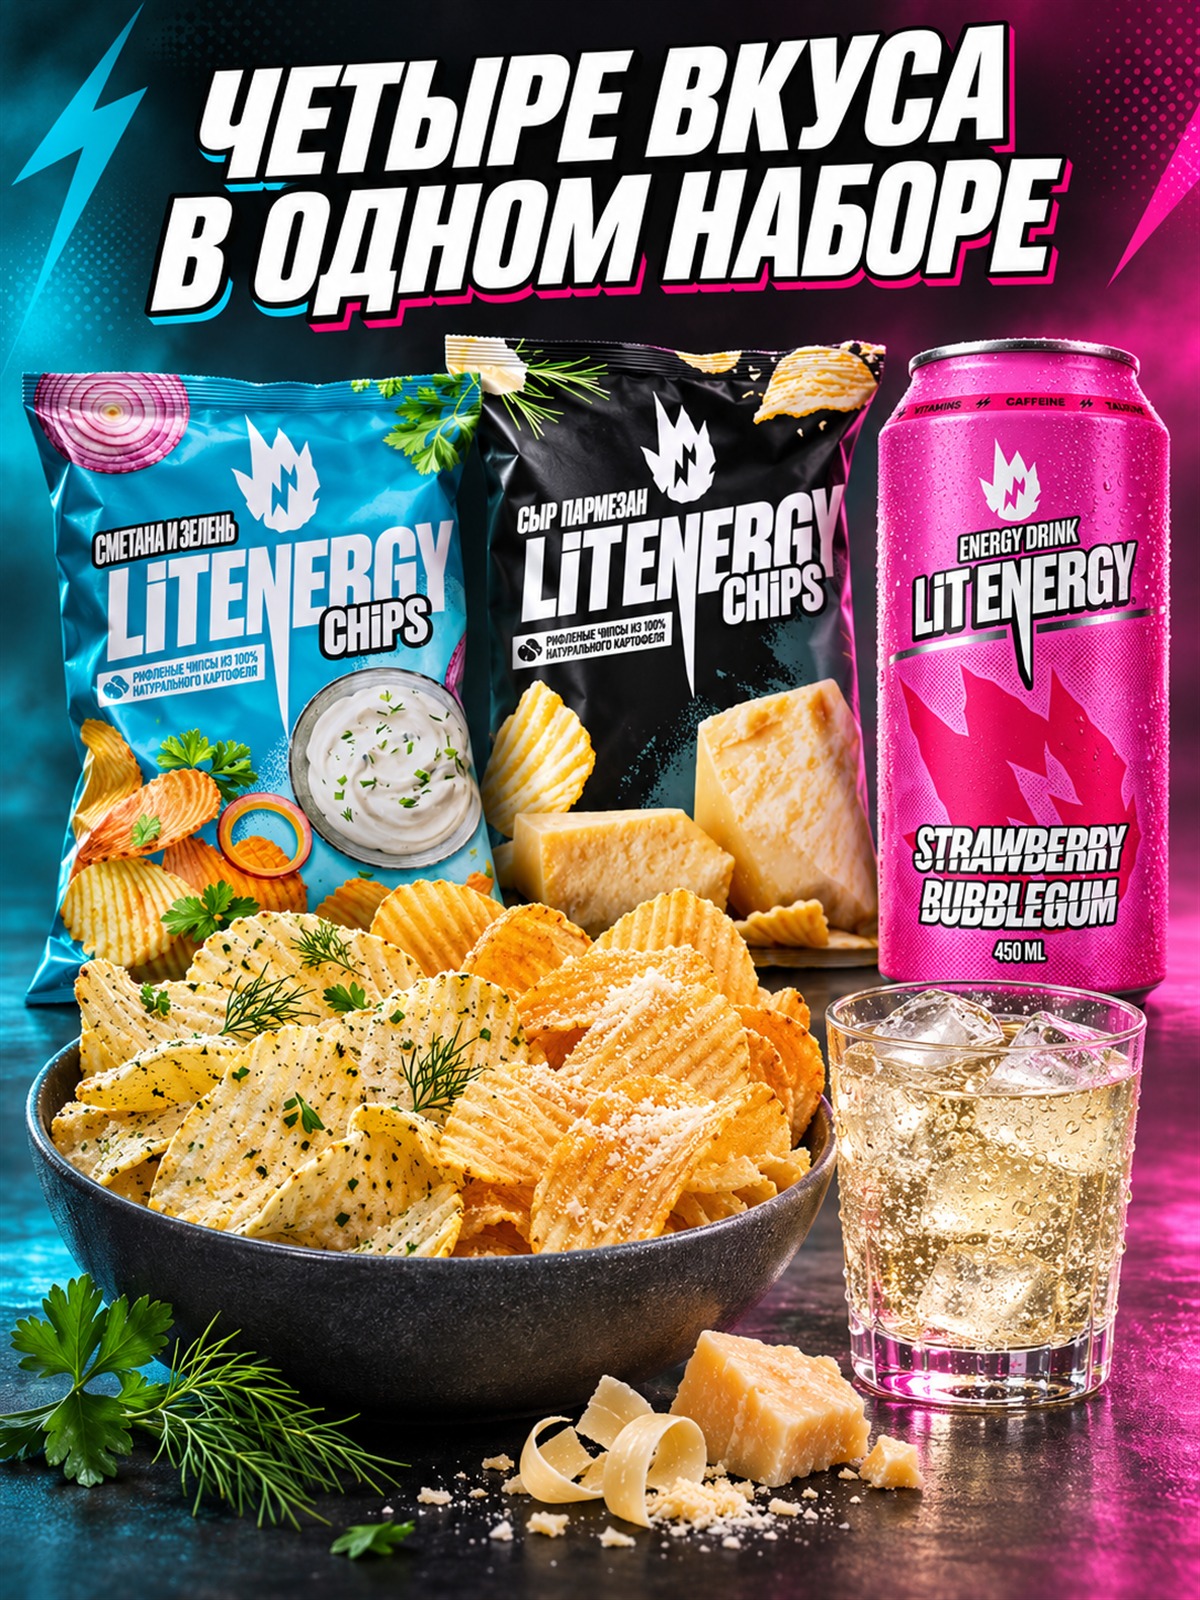 ЧЕТЫРЕ ВКУСА
В ОДНОМ НАБОРЕ
СМЕТАНА И ЗЕЛЕНЬ
LiTENERGY
CHiPS
РИФЛЕНЫЕ ЧИПСЫ ИЗ 100%
НАТУРАЛЬНОГО КАРТОФЕЛЯ
СЫР ПАРМЕЗАН
LiTENERGY
CHiPS
РИФЛЕНЫЕ ЧИПСЫ ИЗ 100%
НАТУРАЛЬНОГО КАРТОФЕЛЯ
VITAMINS CAFFEINE TAURINE
ENERGY DRINK
LiT ENERGY
STRAWBERRY
BUBBLEGUM
450 ML